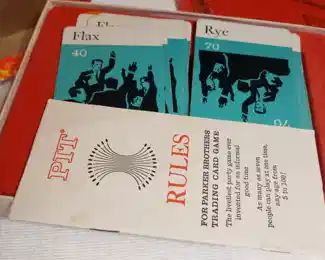 Flax
Flax
40
Rye
70
70
PIT
RULES
FOR PARKER BROTHERS
TRADING CARD GAME
The liveliest party game ever
invented for an informal
good time
As many as seven
people can play at one time,
any age from
5 to 100!